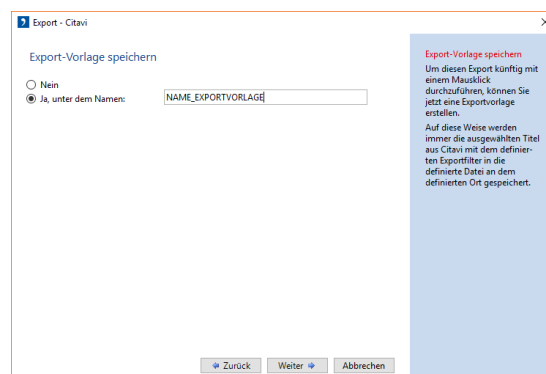 Export - Citavi
Export-Vorlage speichern
Nein
Ja, unter dem Namen:
NAME_EXPORTVORLAGE
Zurück
Weiter
Abbrechen
Export-Vorlage speichern
Um diesen Export künftig mit
einem Mausklick
durchzuführen, können Sie
jetzt eine Exportvorlage
erstellen.
Auf diese Weise werden
immer die ausgewählten Titel
aus Citavi mit dem definier-
ten Exportfilter in die
definierte Datei an dem
definierten Ort gespeichert.